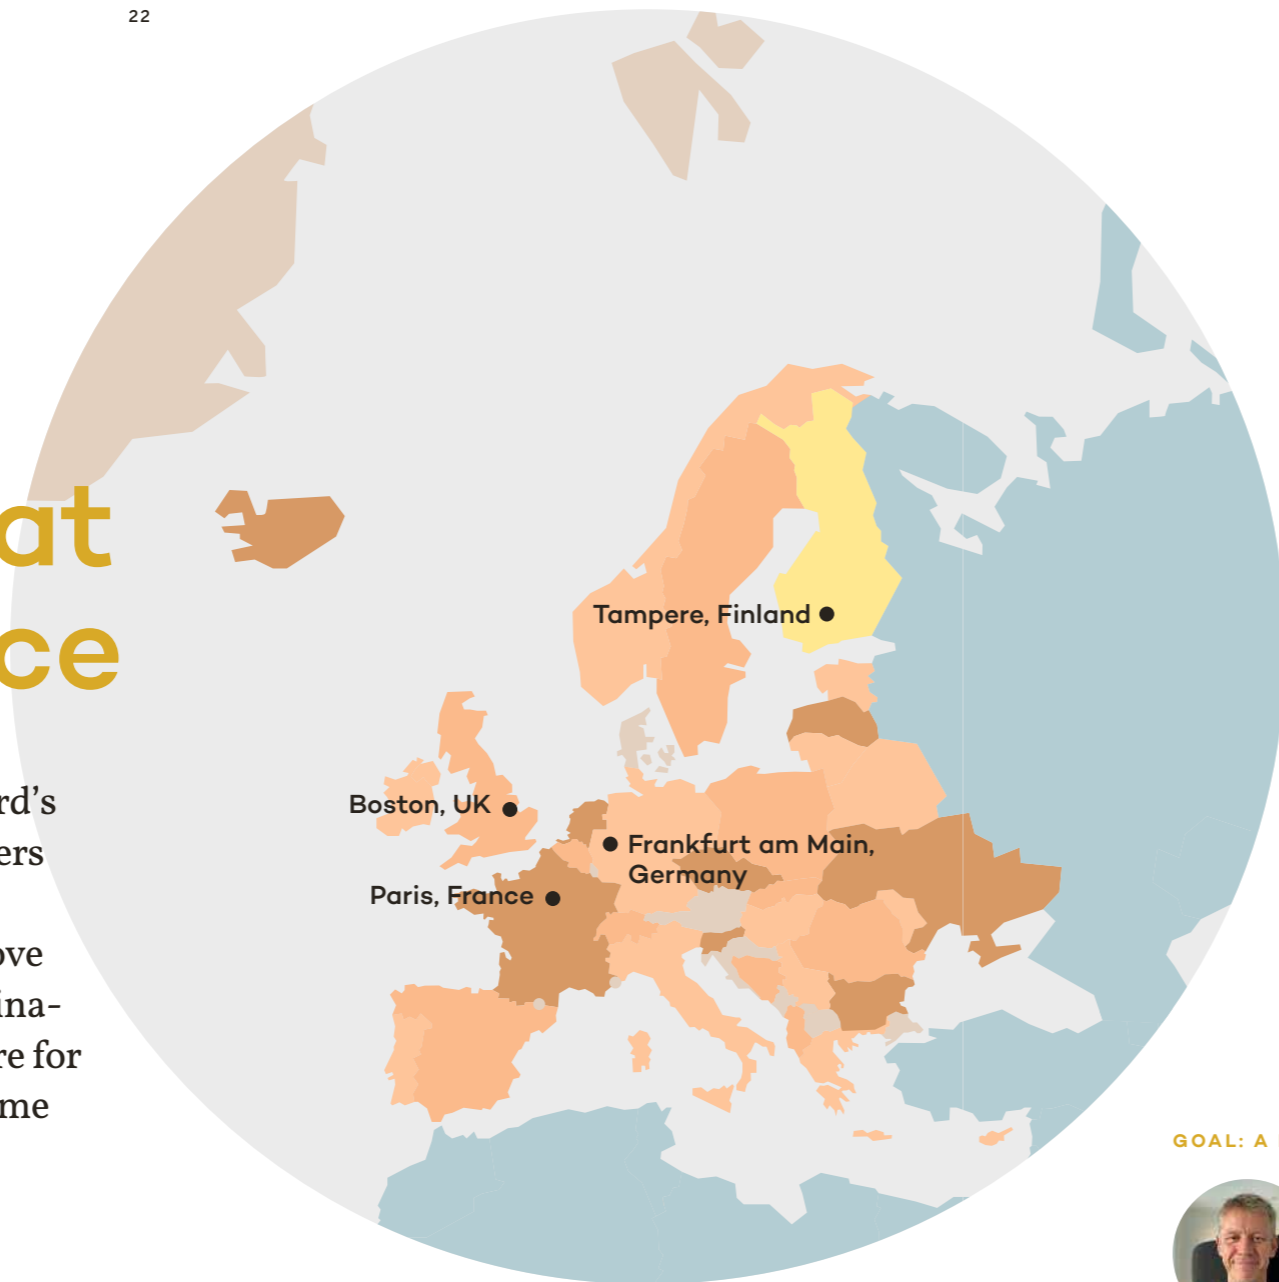 22
at
ce
rd's
ers
ove
ina-
re for
me
Tampere, Finland
Boston, UK
Frankfurt am Main,
Germany
Paris, France
GOAL: A